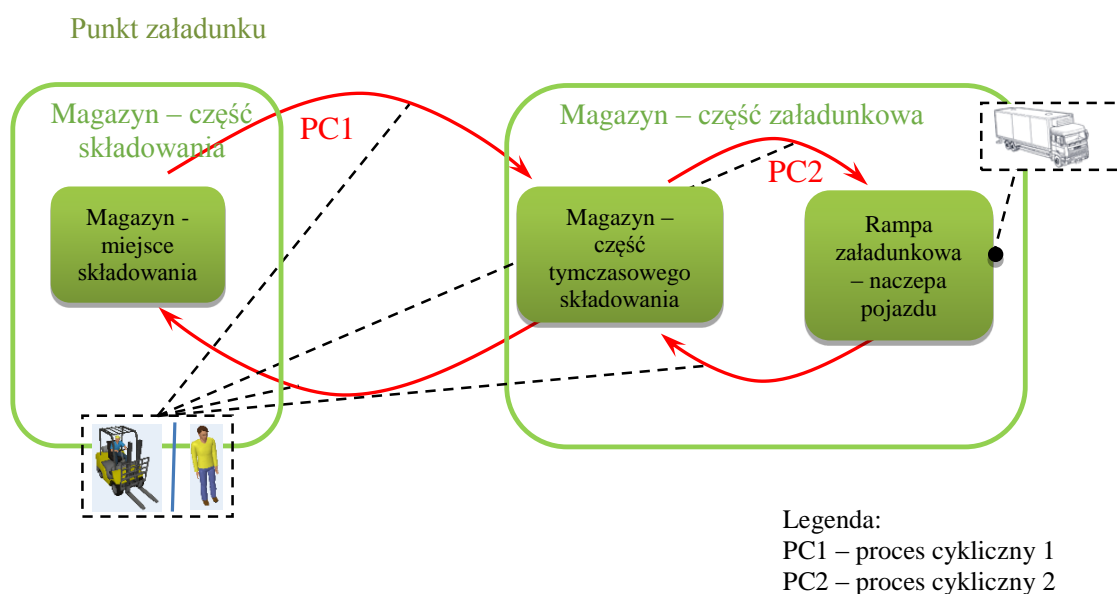 Punkt załadunku
Magazyn – część
składowania
PC1
Magazyn – część załadunkowa
PC2
Magazyn -
miejsce
składowania
Magazyn –
część
tymczasowego
składowania
Rampa
załadunkowa
– naczepa
pojazdu
Legenda:
PC1 – proces cykliczny 1
PC2 – proces cykliczny 2